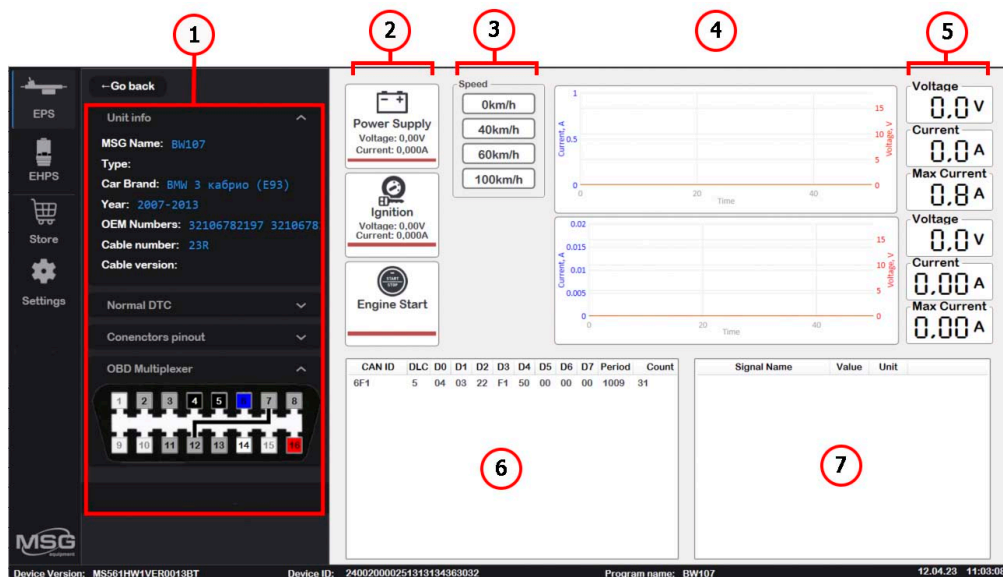 1
2
3
4
5
EPS
EHPS
Store
Settings
MSG
equipment
←Go back
Unit info
MSG Name: BW107
Type:
Car Brand: BMW 3 кабрио (E93)
Year: 2007-2013
OEM Numbers: 32106782197 3210678
Cable number: 23R
Cable version:
Normal DTC
Conenctors pinout
OBD Multiplexer
1 2 3 4 5 6 7 8
9 10 11 12 13 14 15 16
Power Supply
Voltage: 0,00V
Current: 0,000A
Ignition
Voltage: 0,00V
Current: 0,000A
START
STOP
Engine Start
Speed
0km/h
40km/h
60km/h
100km/h
Current, A
1
0.5
0
15
10
5
0
Voltage, V
0 20 40
Time
Current, A
0.02
0.015
0.01
0.005
0
15
10
5
0
Voltage, V
0 20 40
Time
Voltage
0.0 V
Current
0.0 A
Max Current
0.8 A
Voltage
0.0 V
Current
0.00 A
Max Current
0.00 A
CAN ID DLC D0 D1 D2 D3 D4 D5 D6 D7 Period Count
6F1 5 04 03 22 F1 50 00 00 00 1009 31
6
Signal Name Value Unit
7
Device Version: MS561HW1VER0013BT Device ID: 240020000251313134363032 Program name: BW107 12.04.23 11:03:08